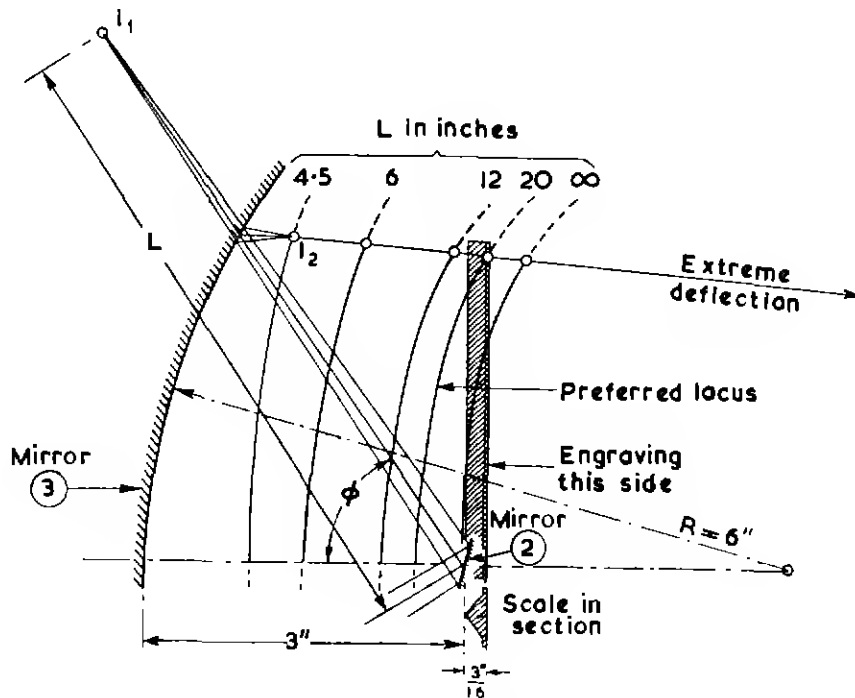 I₁
L in inches
4·5 6 12 20 ∞
L
I₂
Extreme
deflection
Preferred locus
Mirror
3
Engraving
this side
ϕ
Mirror
2
R = 6"
Scale in
section
3"
3"
16